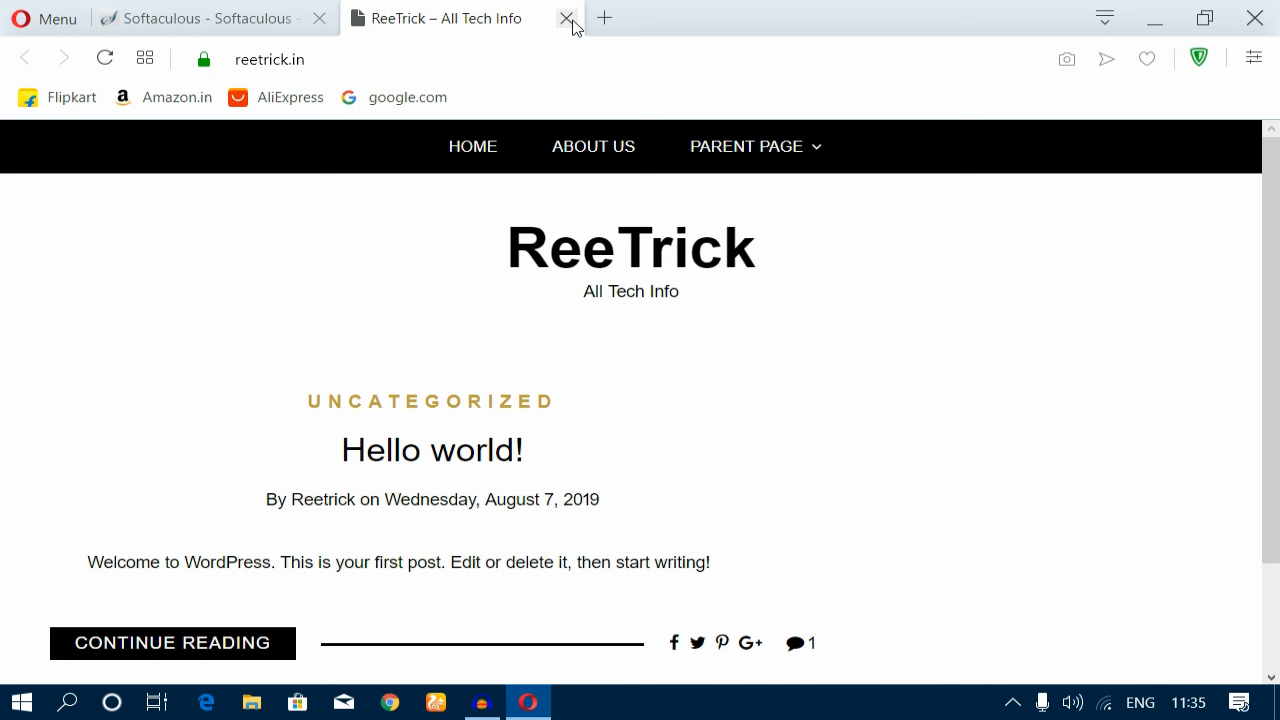 Menu
Softaculous - Softaculous -
ReeTrick – All Tech Info
reetrick.in
Flipkart
Amazon.in
AliExpress
google.com
HOME
ABOUT US
PARENT PAGE
ReeTrick
All Tech Info
UNCATEGORIZED
Hello world!
By Reetrick on Wednesday, August 7, 2019
Welcome to WordPress. This is your first post. Edit or delete it, then start writing!
CONTINUE READING
1
ENG
11:35